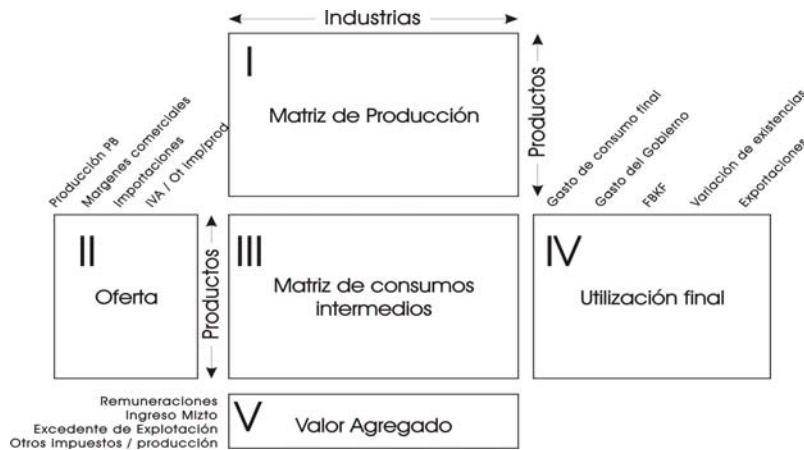 Industrias
I
Matriz de Producción
Productos
Producción PB
Margenes comerciales
Importaciones
IVA / Ot imp/prod
Gasto de consumo final
Gasto del Gobierno
FBKF
Variación de existencias
Exportaciones
II
Oferta
Productos
III
Matriz de consumos
intermedios
IV
Utilización final
Remuneraciones
Ingreso Mizto
Excedente de Explotación
Otros impuestos / producción
V
Valor Agregado